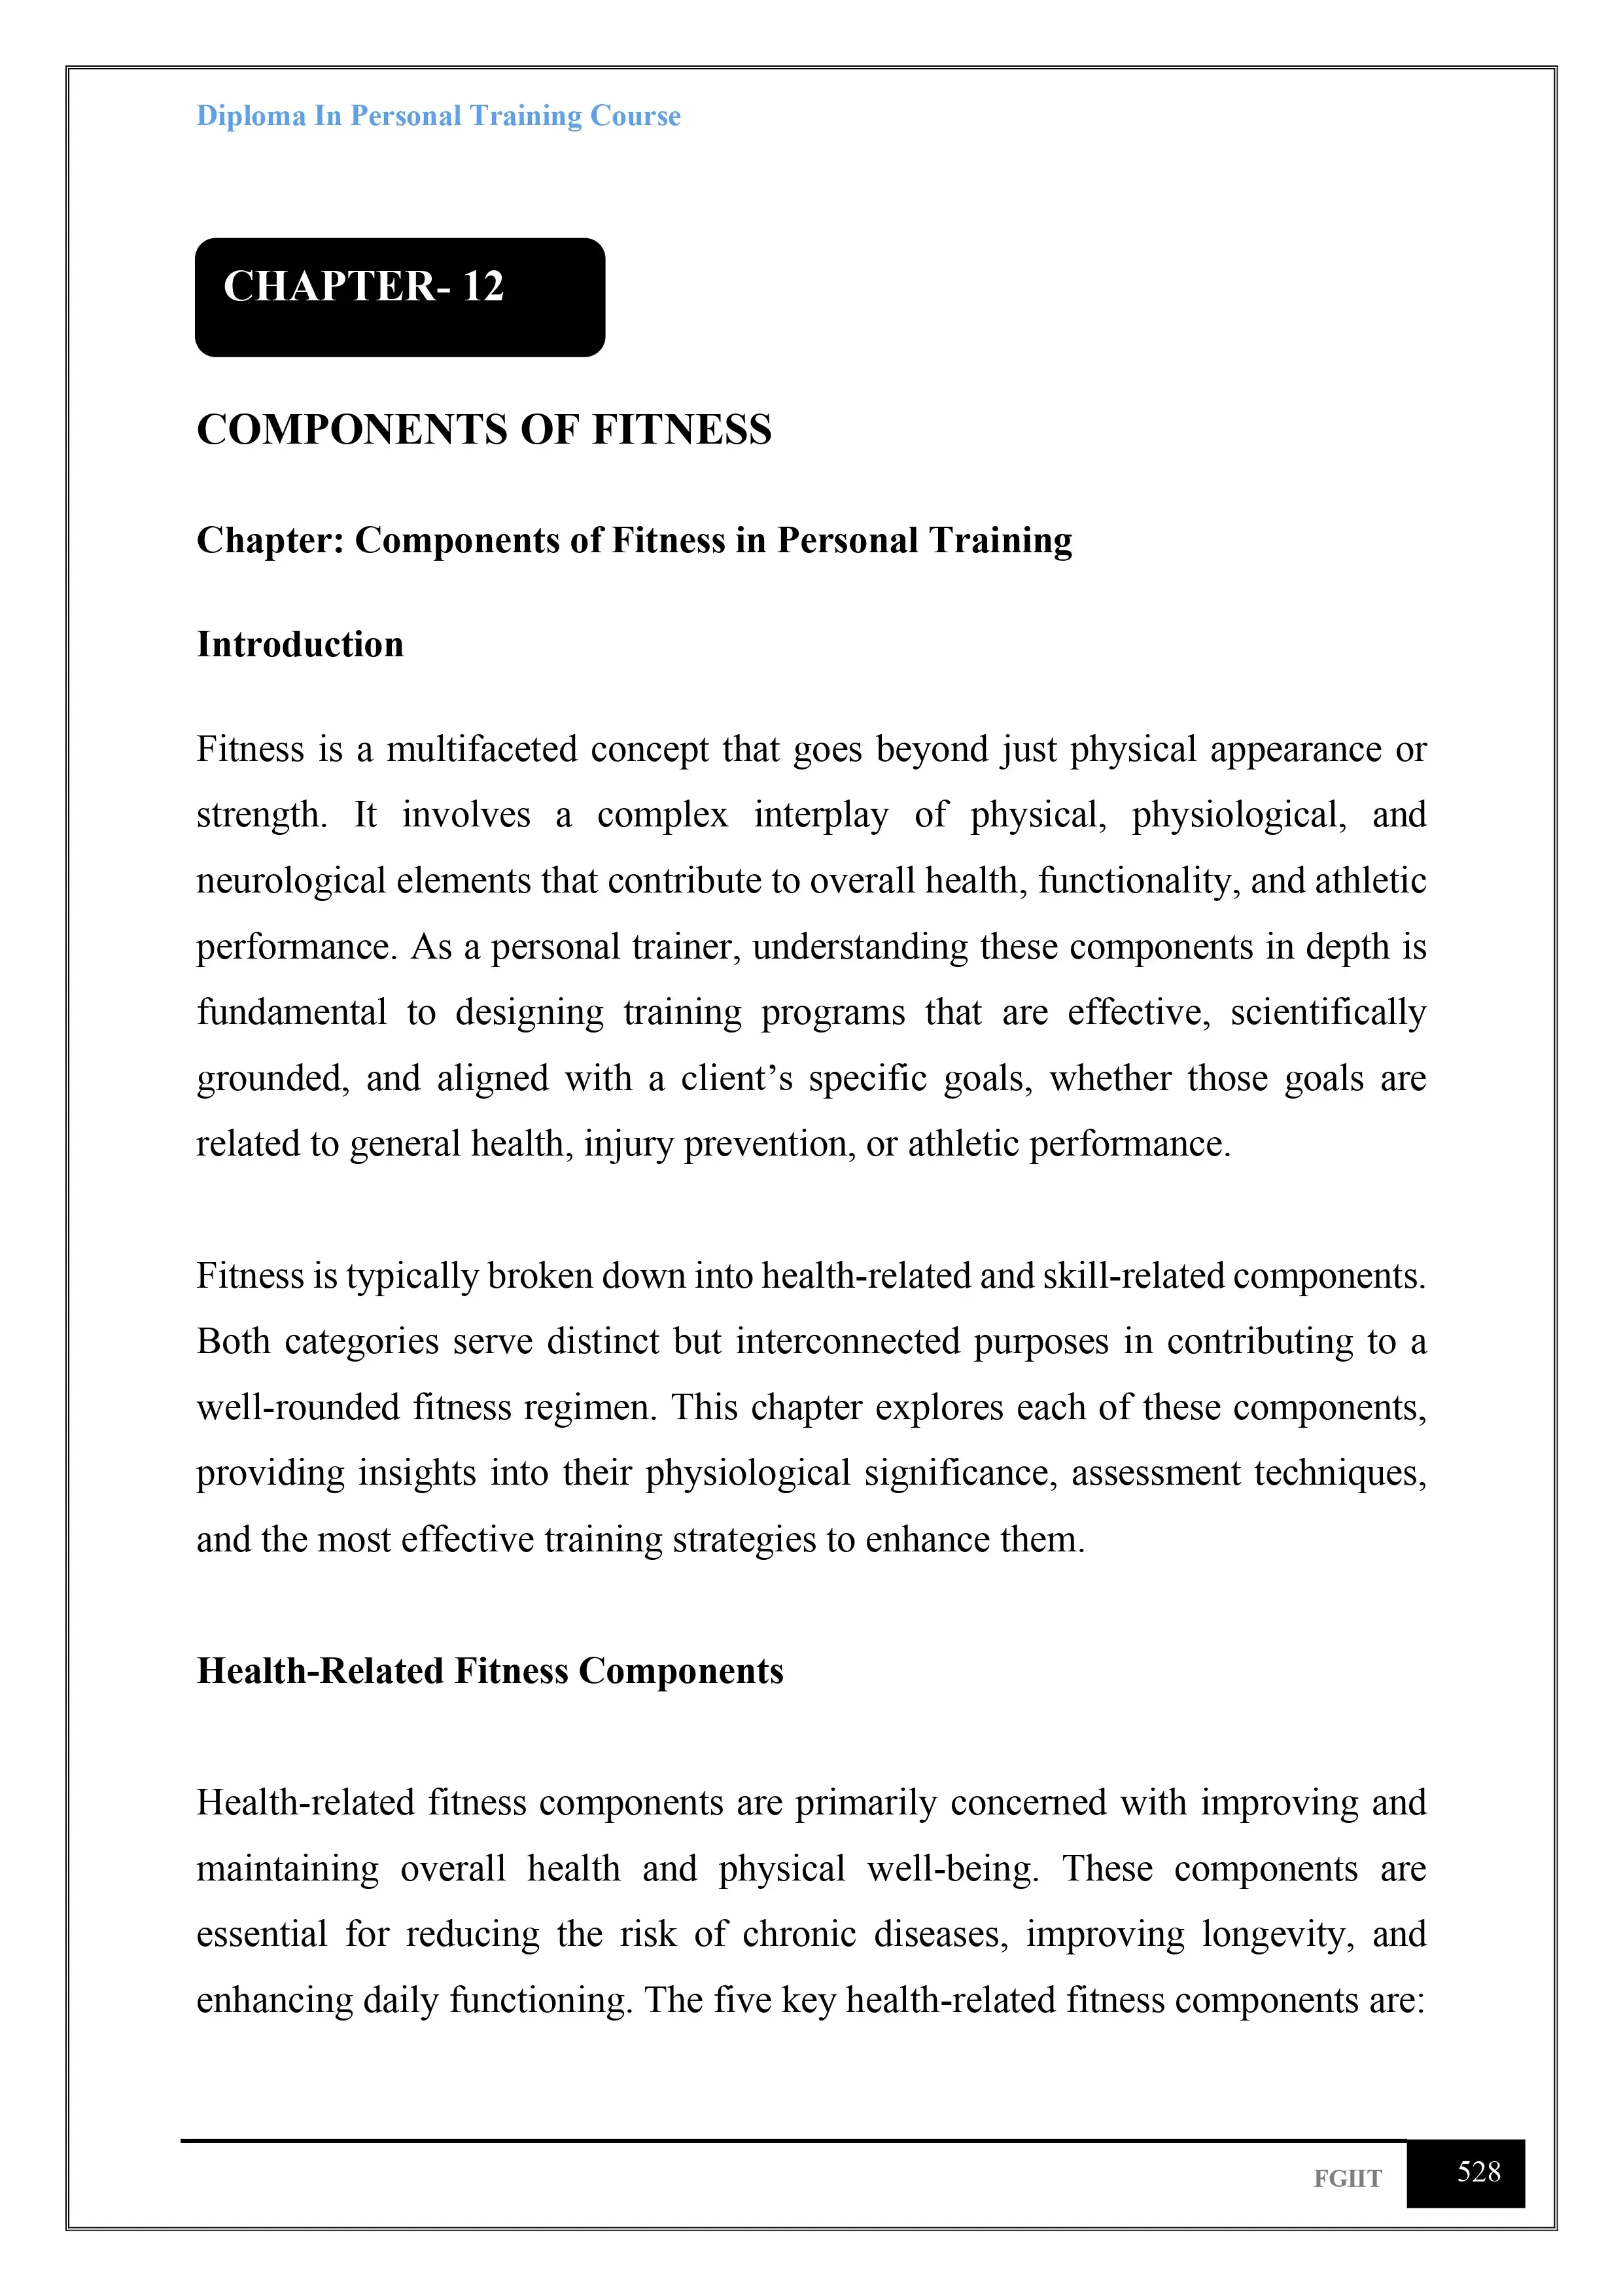 Diploma In Personal Training Course
CHAPTER- 12
COMPONENTS OF FITNESS
Chapter: Components of Fitness in Personal Training
Introduction
Fitness is a multifaceted concept that goes beyond just physical appearance or
strength. It involves a complex interplay of physical, physiological, and
neurological elements that contribute to overall health, functionality, and athletic
performance. As a personal trainer, understanding these components in depth is
fundamental to designing training programs that are effective, scientifically
grounded, and aligned with a client’s specific goals, whether those goals are
related to general health, injury prevention, or athletic performance.
Fitness is typically broken down into health-related and skill-related components.
Both categories serve distinct but interconnected purposes in contributing to a
well-rounded fitness regimen. This chapter explores each of these components,
providing insights into their physiological significance, assessment techniques,
and the most effective training strategies to enhance them.
Health-Related Fitness Components
Health-related fitness components are primarily concerned with improving and
maintaining overall health and physical well-being. These components are
essential for reducing the risk of chronic diseases, improving longevity, and
enhancing daily functioning. The five key health-related fitness components are:
FGIIT
528